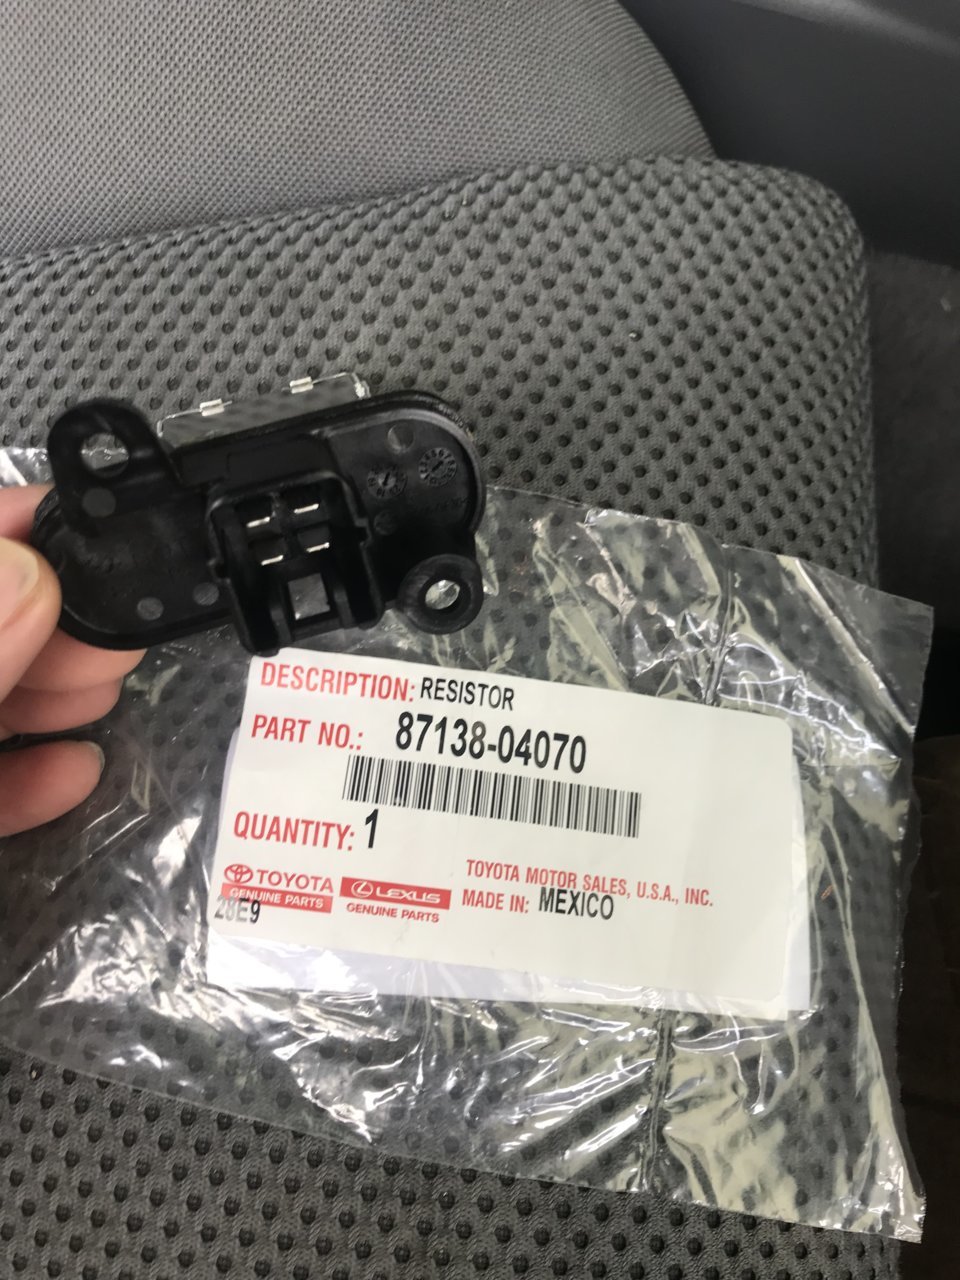 DESCRIPTION: RESISTOR
PART NO.: 87138-04070
QUANTITY: 1
TOYOTA
GENUINE PARTS
LEXUS
GENUINE PARTS
TOYOTA MOTOR SALES, U.S.A., INC.
MADE IN: MEXICO
28E9